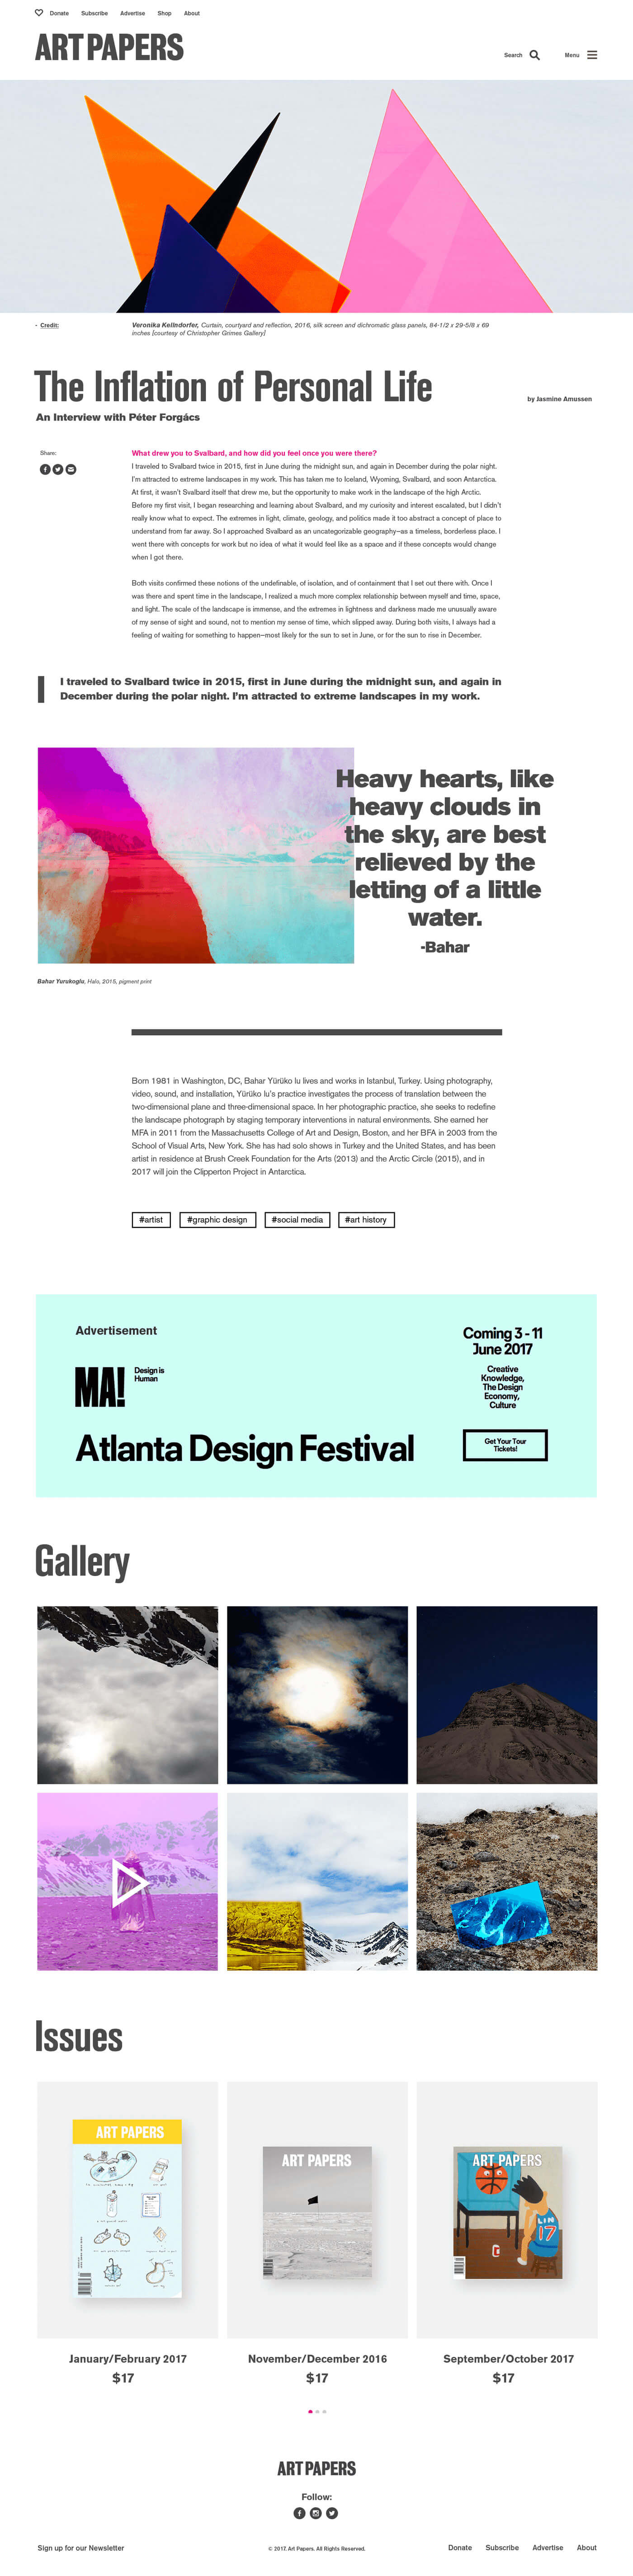 Donate Subscribe Advertise Shop About
ART PAPERS
Search Menu
- Credit:
Veronika Kellndorfer, Curtain, courtyard and reflection, 2016, silk screen and dichromatic glass panels, 84-1/2 x 29-5/8 x 69
inches [courtesy of Christopher Grimes Gallery]
The Inflation of Personal Life
by Jasmine Amussen
An Interview with Péter Forgács
Share:
What drew you to Svalbard, and how did you feel once you were there?
I traveled to Svalbard twice in 2015, first in June during the midnight sun, and again in December during the polar night.
I'm attracted to extreme landscapes in my work. This has taken me to Iceland, Wyoming, Svalbard, and soon Antarctica.
At first, it wasn't Svalbard itself that drew me, but the opportunity to make work in the landscape of the high Arctic.
Before my first visit, I began researching and learning about Svalbard, and my curiosity and interest escalated, but I didn't
really know what to expect. The extremes in light, climate, geology, and politics made it too abstract a concept of place to
understand from far away. So I approached Svalbard as an uncategorizable geography—as a timeless, borderless place. I
went there with concepts for work but no idea of what it would feel like as a space and if these concepts would change
when I got there.
Both visits confirmed these notions of the undefinable, of isolation, and of containment that I set out there with. Once I
was there and spent time in the landscape, I realized a much more complex relationship between myself and time, space,
and light. The scale of the landscape is immense, and the extremes in lightness and darkness made me unusually aware
of my sense of sight and sound, not to mention my sense of time, which slipped away. During both visits, I always had a
feeling of waiting for something to happen—most likely for the sun to set in June, or for the sun to rise in December.
I traveled to Svalbard twice in 2015, first in June during the midnight sun, and again in
December during the polar night. I'm attracted to extreme landscapes in my work.
Heavy hearts, like
heavy clouds in
the sky, are best
relieved by the
letting of a little
water.
-Bahar
Bahar Yurukoglu, Halo, 2015, pigment print
Born 1981 in Washington, DC, Bahar Yürüko lu lives and works in Istanbul, Turkey. Using photography,
video, sound, and installation, Yürüko lu's practice investigates the process of translation between the
two-dimensional plane and three-dimensional space. In her photographic practice, she seeks to redefine
the landscape photograph by staging temporary interventions in natural environments. She earned her
MFA in 2011 from the Massachusetts College of Art and Design, Boston, and her BFA in 2003 from the
School of Visual Arts, New York. She has had solo shows in Turkey and the United States, and has been
artist in residence at Brush Creek Foundation for the Arts (2013) and the Arctic Circle (2015), and in
2017 will join the Clipperton Project in Antarctica.
#artist #graphic design #social media #art history
Advertisement
MA!
Design is
Human
Atlanta Design Festival
Coming 3 - 11
June 2017
Creative
Knowledge,
The Design
Economy,
Culture
Get Your Tour
Tickets!
Gallery
Issues
ART PAPERS
ART PAPERS
ART PAPERS
LIN
17
January/February 2017
$17
November/December 2016
$17
September/October 2017
$17
ART PAPERS
Follow:
Sign up for our Newsletter
© 2017. Art Papers. All Rights Reserved.
Donate Subscribe Advertise About